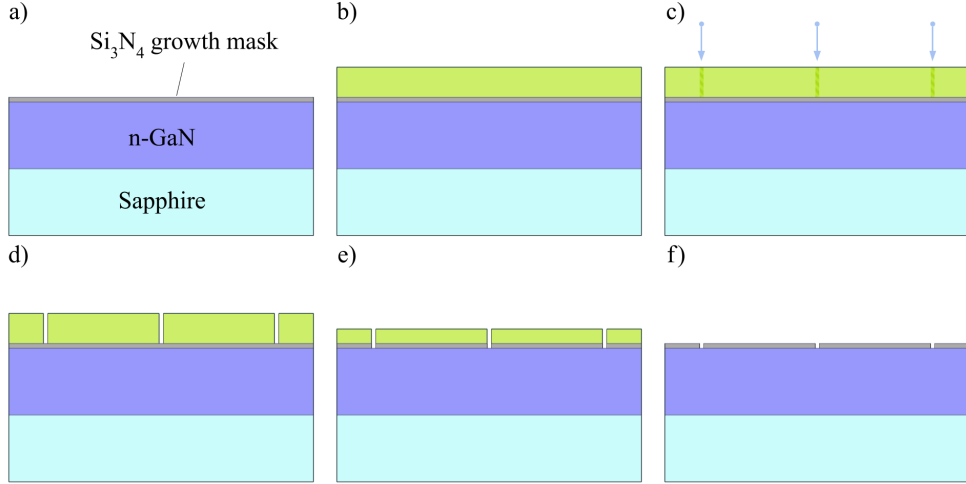 a)
b)
c)
Si₃N₄ growth mask
n-GaN
Sapphire
d)
e)
f)